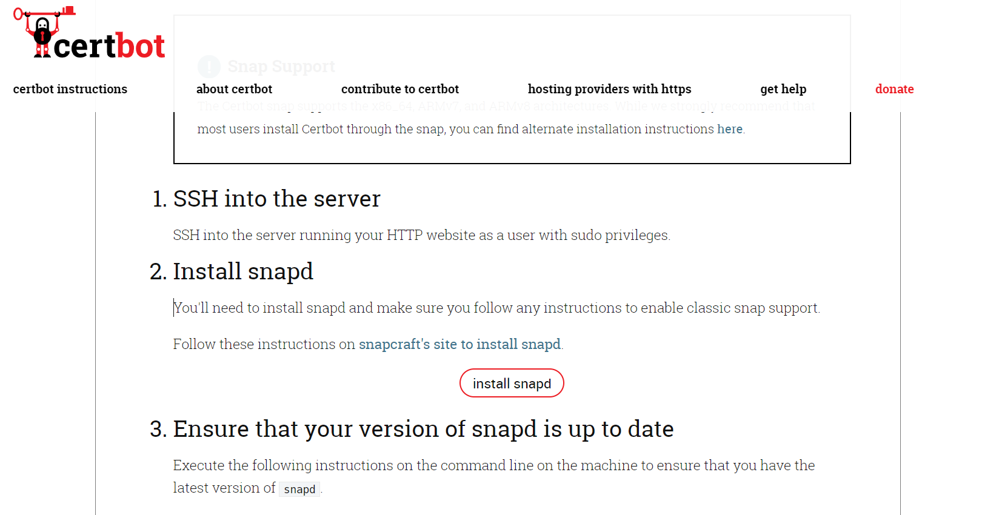 certbot
certbot instructions about certbot contribute to certbot hosting providers with https get help donate
! Snap Support
The Certbot snap supports the x86_64, ARMv7, and ARMv8 architectures. While we strongly recommend that
most users install Certbot through the snap, you can find alternate installation instructions here.
1. SSH into the server
SSH into the server running your HTTP website as a user with sudo privileges.
2. Install snapd
You'll need to install snapd and make sure you follow any instructions to enable classic snap support.
Follow these instructions on snapcraft's site to install snapd.
install snapd
3. Ensure that your version of snapd is up to date
Execute the following instructions on the command line on the machine to ensure that you have the
latest version of snapd.